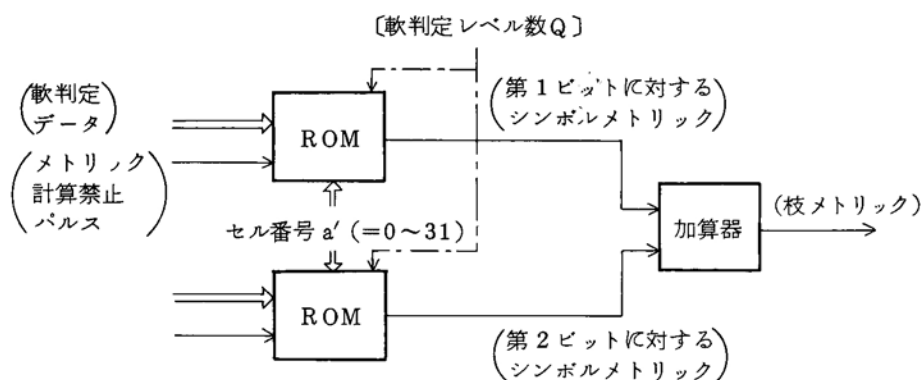 〔軟判定レベル数Q〕
(軟判定
データ)
(メトリック
計算禁止
パルス)
ROM
(第1ビットに対する
シンボルメトリック)
セル番号a′(=0~31)
加算器
(枝メトリック)
ROM
(第2ビットに対する
シンボルメトリック)